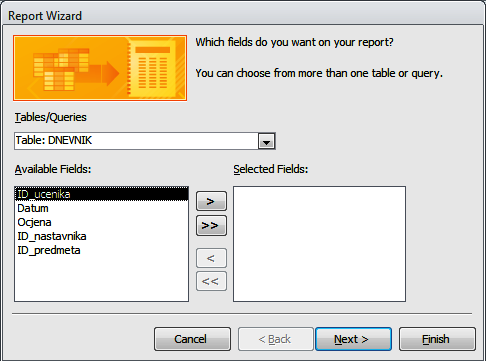 Report Wizard
Which fields do you want on your report?
You can choose from more than one table or query.
Tables/Queries
Table: DNEVNIK
Available Fields:
Selected Fields:
ID_ucenika
Datum
Ocjena
ID_nastavnika
ID_predmeta
>
>>
<
<<
Cancel
< Back
Next >
Finish